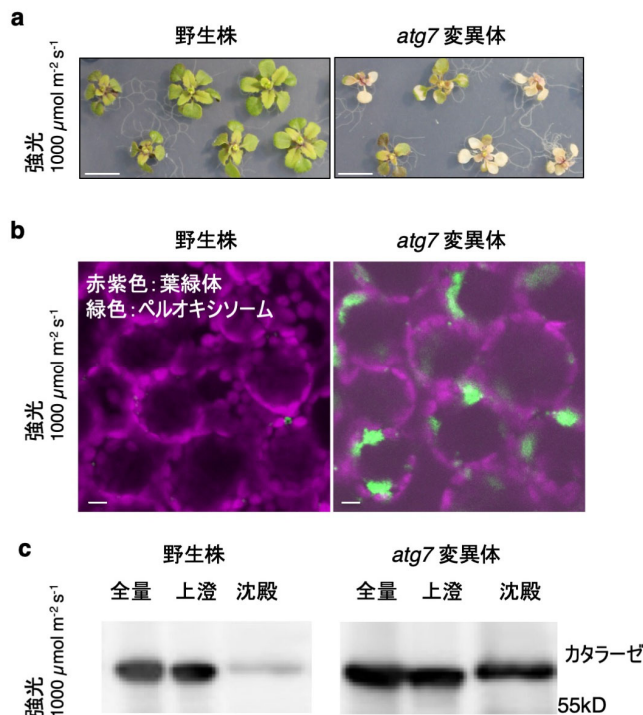 a
野生株
atg7 変異体
強光
1000 µmol m-2 s-1
b
野生株
atg7 変異体
赤紫色：葉緑体
緑色：ペルオキシソーム
強光
1000 µmol m-2 s-1
c
野生株
atg7 変異体
全量 上澄 沈殿
全量 上澄 沈殿
強光
1000 µmol m-2 s-1
カタラーゼ
55kD